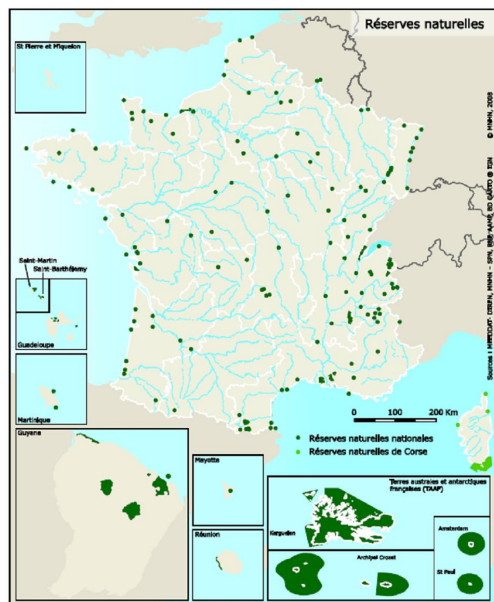 Réserves naturelles
St Pierre et Miquelon
Saint-Martin
Saint-Barthélemy
Guadeloupe
Martinique
Guyane
Mayotte
Réunion
0 100 200 Km
Réserves naturelles nationales
Réserves naturelles de Corse
Terres australes et antarctiques
françaises (TAAF)
Kerguelen
Archipel Crozet
Amsterdam
St Paul
© MNHN, 2008